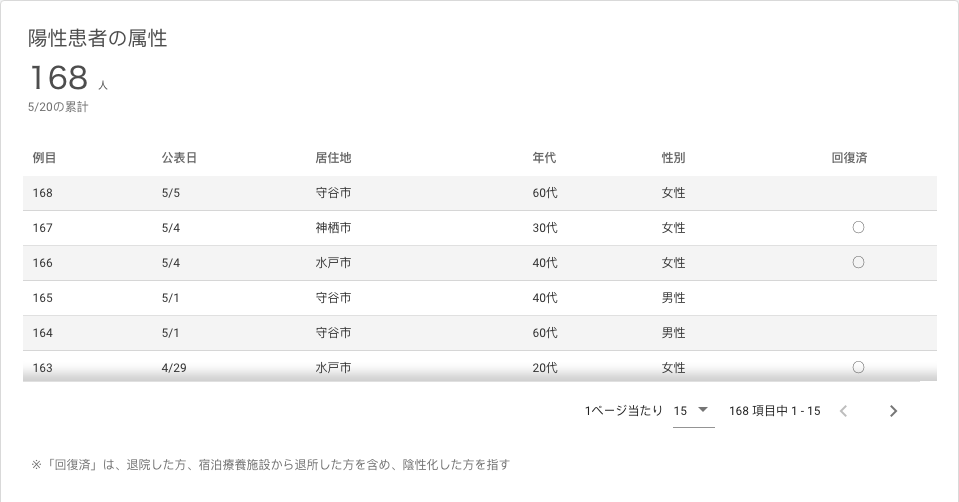 陽性患者の属性
168 人
5/20の累計
例目 公表日 居住地 年代 性別 回復済
168 5/5 守谷市 60代 女性
167 5/4 神栖市 30代 女性 〇
166 5/4 水戸市 40代 女性 〇
165 5/1 守谷市 40代 男性
164 5/1 守谷市 60代 男性
163 4/29 水戸市 20代 女性 〇
1ページ当たり 15 168 項目中 1 - 15
※「回復済」は、退院した方、宿泊療養施設から退所した方を含め、陰性化した方を指す